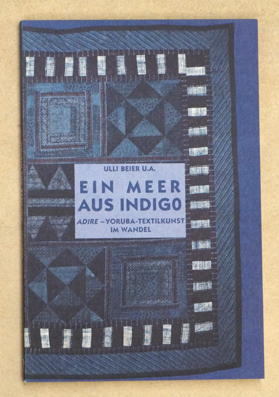 ULLI BEIER U.A.
EIN MEER
AUS INDIGO
ADIRE – YORUBA-TEXTILKUNST
IM WANDEL